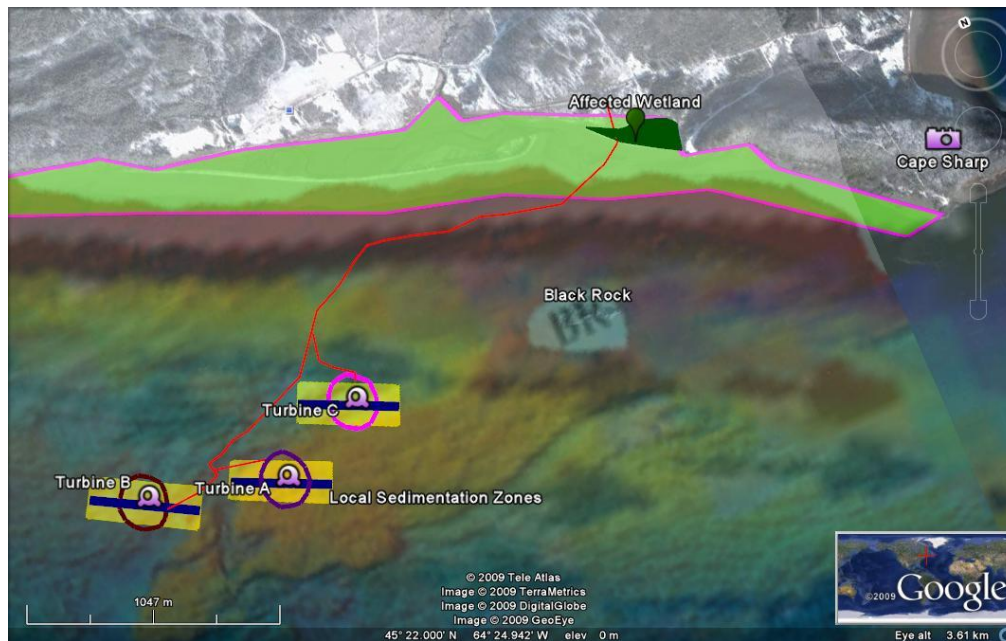 N
Affected Wetland
Cape Sharp
Black Rock
BR
Turbine C
Turbine B
Turbine A
Local Sedimentation Zones
1047 m
© 2009 Tele Atlas
Image © 2009 TerraMetrics
Image © 2009 DigitalGlobe
Image © 2009 GeoEye
©2009 Google
45° 22.000' N 64° 24.942' W elev 0 m
Eye alt 3.61 km